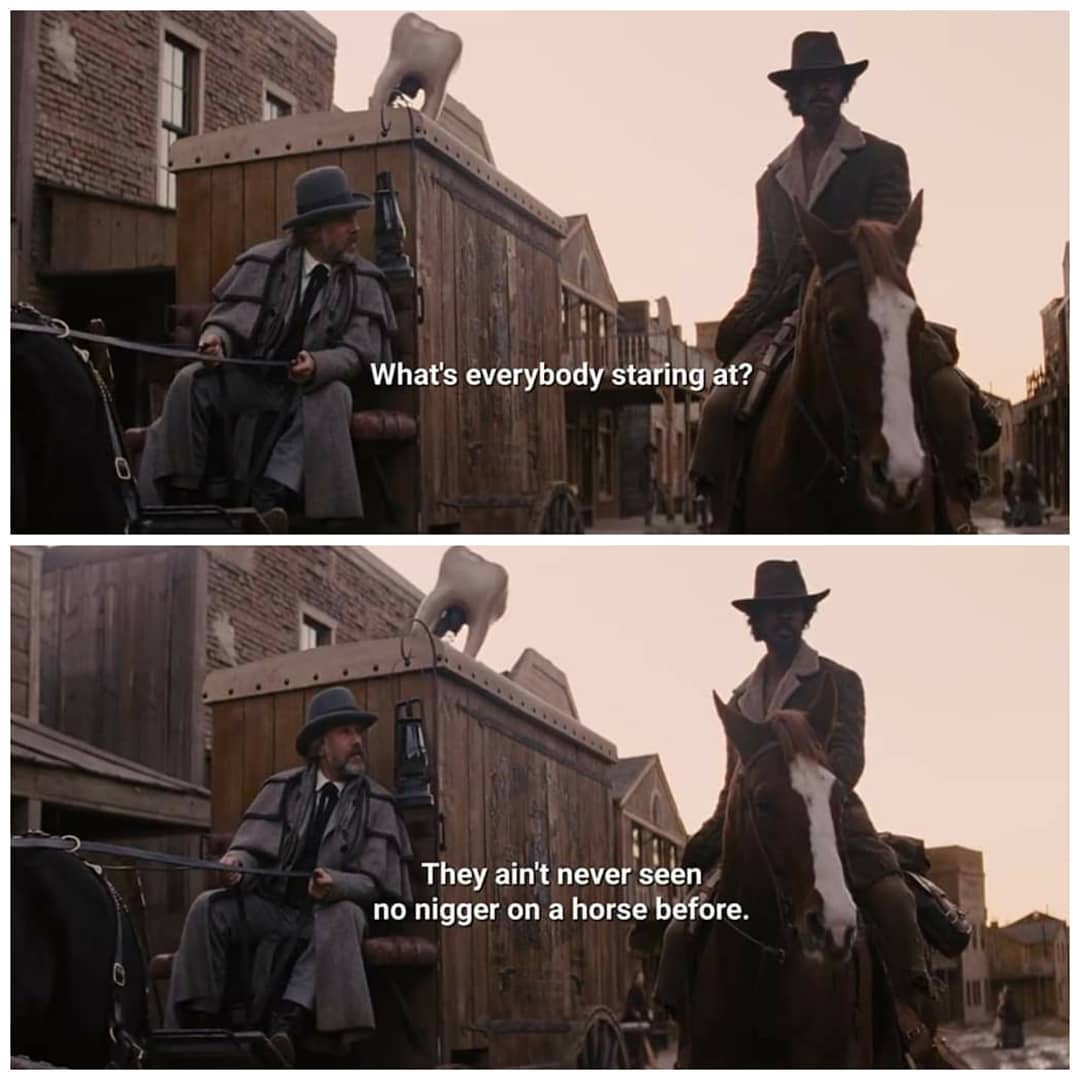 What's everybody staring at?
They ain't never seen
no nigger on a horse before.